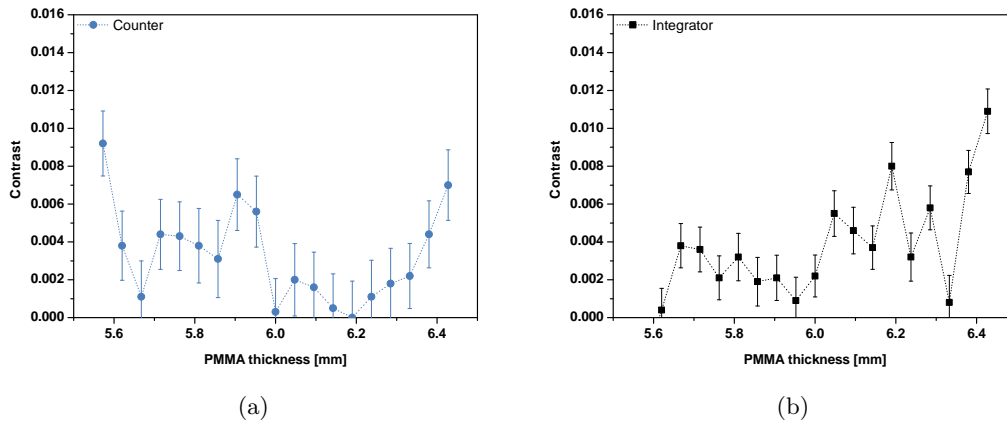 Counter
0.016
0.014
0.012
0.010
0.008
0.006
0.004
0.002
0.000
Contrast
5.6 5.8 6.0 6.2 6.4
PMMA thickness [mm]
(a)
Integrator
0.016
0.014
0.012
0.010
0.008
0.006
0.004
0.002
0.000
Contrast
5.6 5.8 6.0 6.2 6.4
PMMA thickness [mm]
(b)